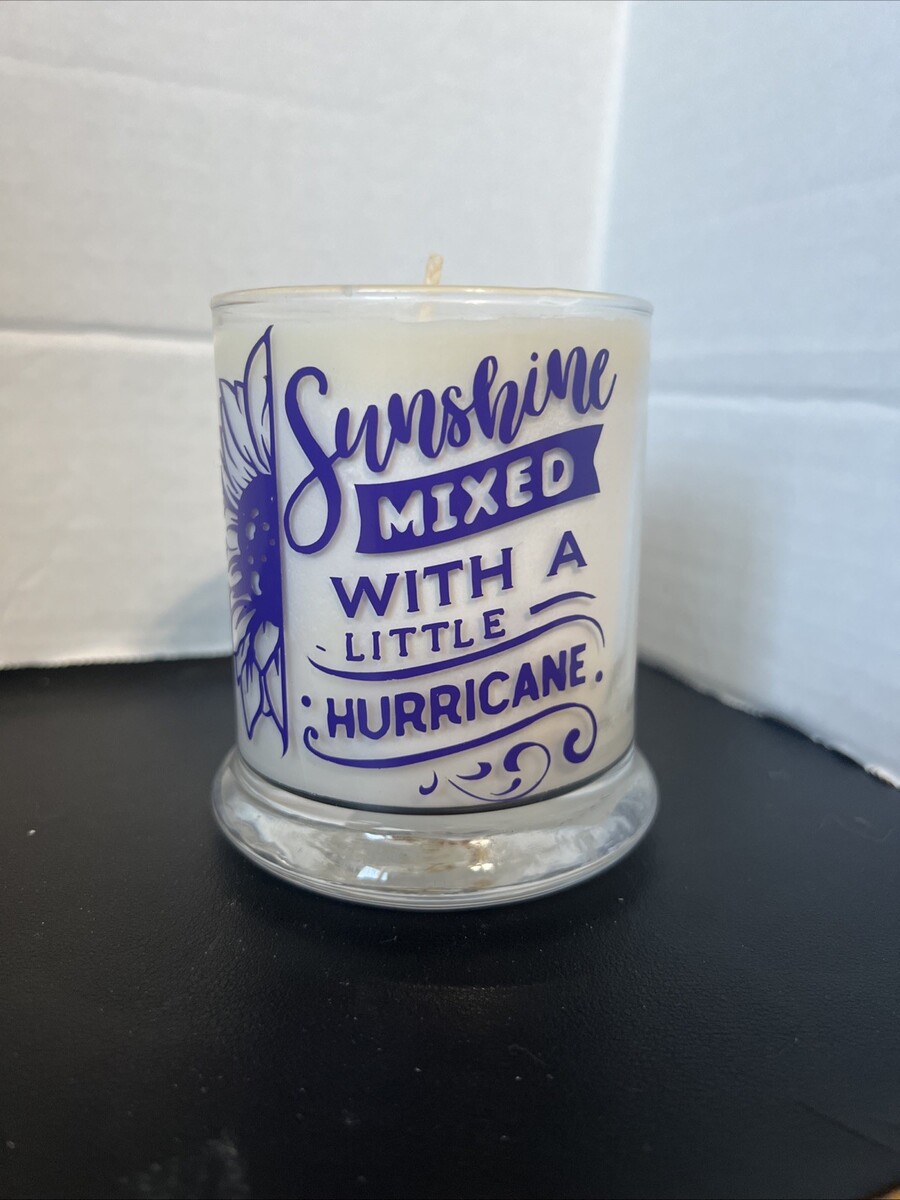 Sunshine
MIXED
WITH A
LITTLE
HURRICANE